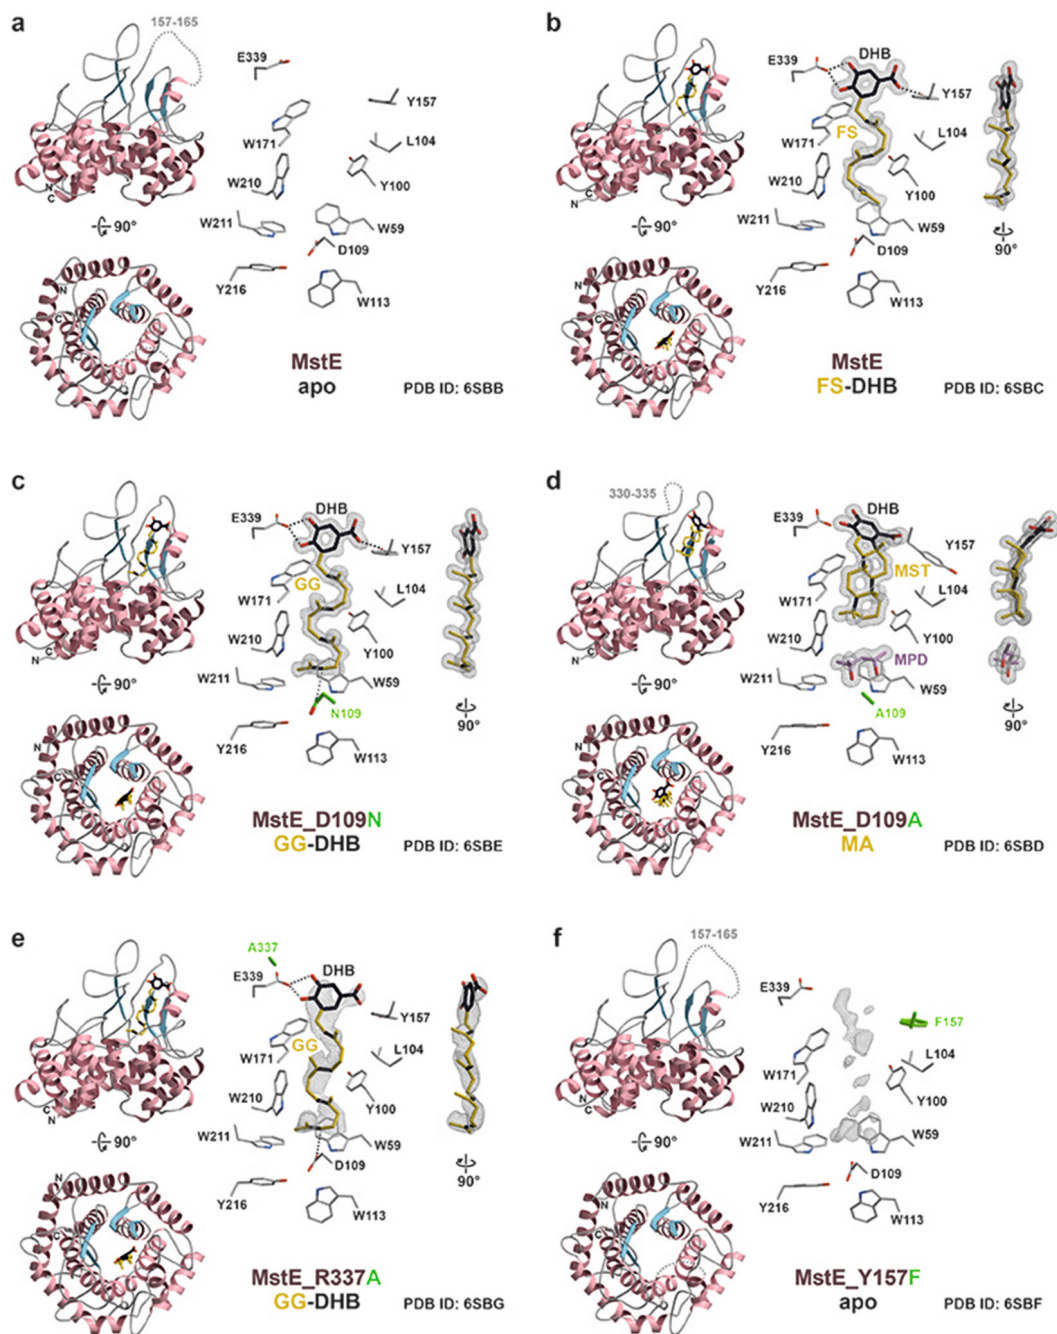 a
157-165
E339
Y157
W171
L104
W210
Y100
N
C
W211
W59
90°
D109
Y216
W113
N
C
MstE
apo
PDB ID: 6SBB
b
DHB
E339
Y157
FS
W171
L104
W210
Y100
N
C
W211
W59
90°
D109
90°
Y216
W113
N
C
MstE
FS-DHB
PDB ID: 6SBC
c
DHB
E339
Y157
GG
W171
L104
W210
Y100
N
C
W211
W59
90°
N109
90°
Y216
W113
N
C
MstE_D109N
GG-DHB
PDB ID: 6SBE
d
330-335
DHB
E339
Y157
MST
W171
L104
W210
Y100
MPD
N
C
W211
W59
90°
A109
90°
Y216
W113
N
C
MstE_D109A
MA
PDB ID: 6SBD
e
A337
DHB
E339
Y157
GG
W171
L104
W210
Y100
N
C
W211
W59
90°
D109
90°
Y216
W113
N
C
MstE_R337A
GG-DHB
PDB ID: 6SBG
f
157-165
E339
F157
L104
W171
W210
Y100
N
C
W211
W59
90°
D109
Y216
W113
N
C
MstE_Y157F
apo
PDB ID: 6SBF